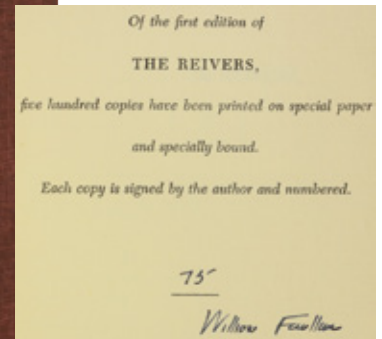 Of the first edition of
THE REIVERS,
five hundred copies have been printed on special paper
and specially bound.
Each copy is signed by the author and numbered.
75
William Faulkner